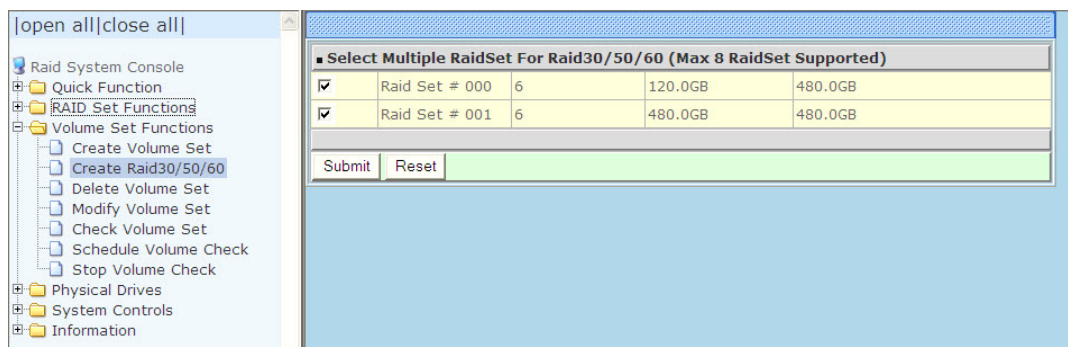 |open all|close all|
Raid System Console
Quick Function
RAID Set Functions
Volume Set Functions
Create Volume Set
Create Raid30/50/60
Delete Volume Set
Modify Volume Set
Check Volume Set
Schedule Volume Check
Stop Volume Check
Physical Drives
System Controls
Information
Select Multiple RaidSet For Raid30/50/60 (Max 8 RaidSet Supported)
Raid Set # 000 6 120.0GB 480.0GB
Raid Set # 001 6 480.0GB 480.0GB
Submit Reset